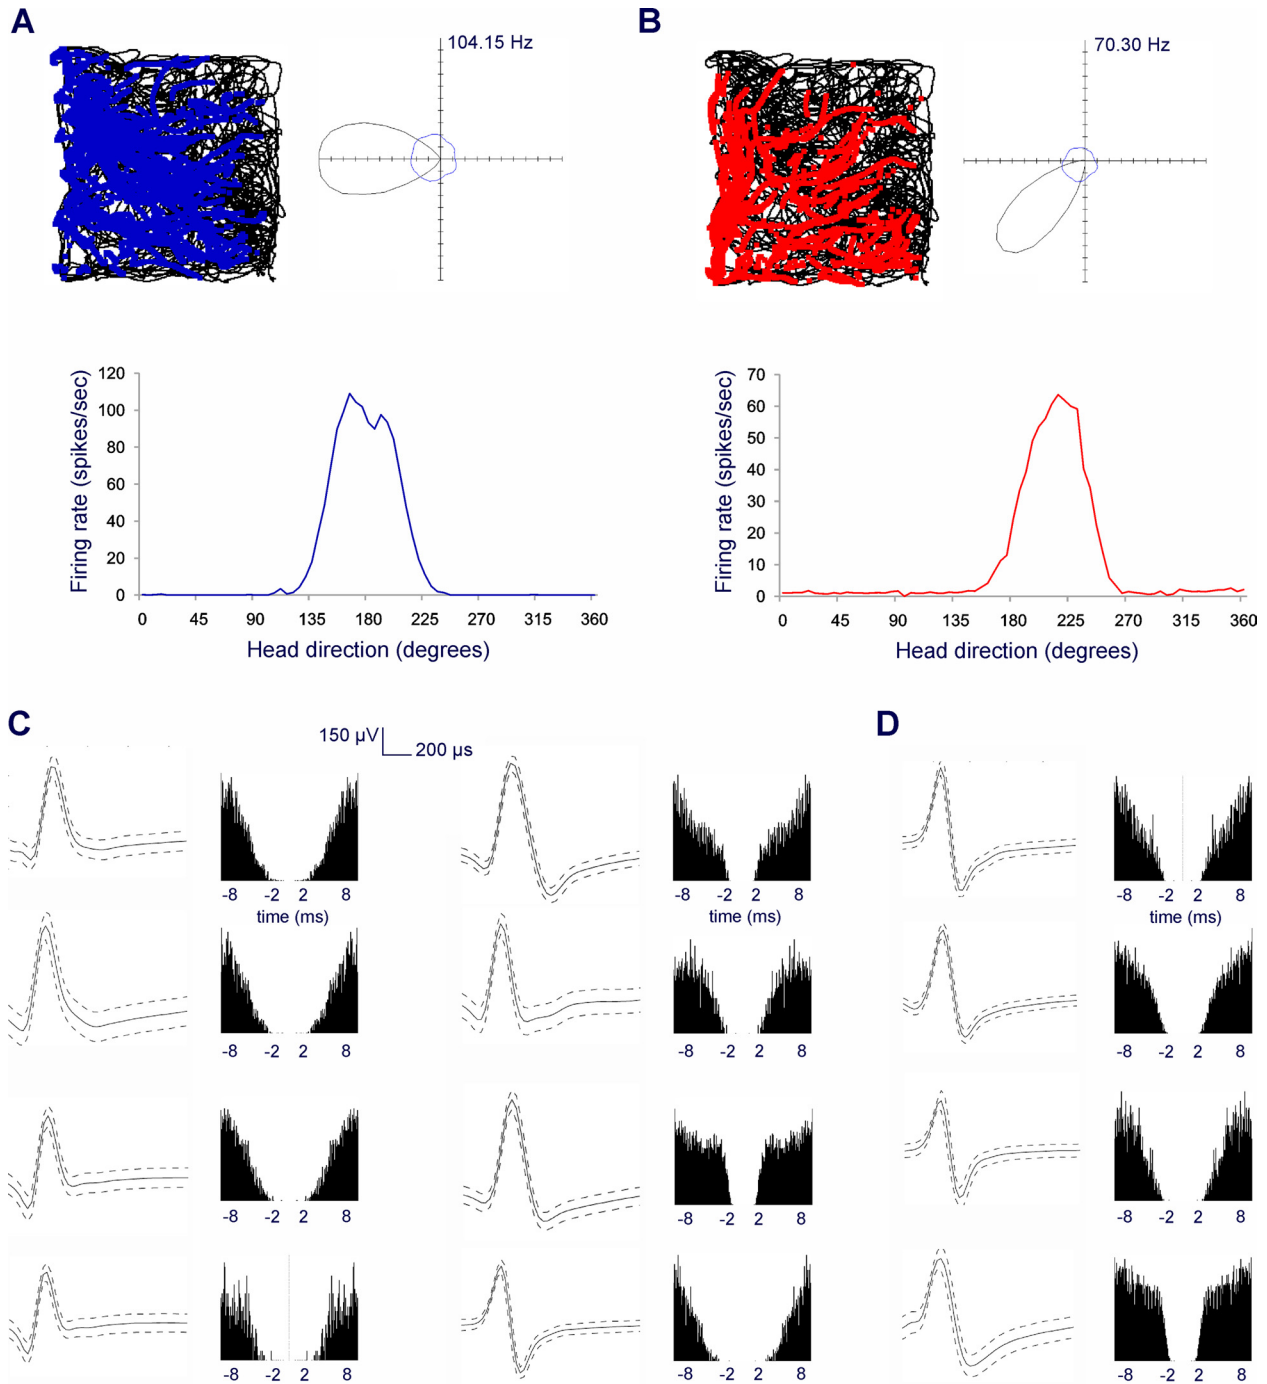 A
B
104.15 Hz
70.30 Hz
Firing rate (spikes/sec)
120
100
80
60
40
20
0
0 45 90 135 180 225 270 315 360
Head direction (degrees)
Firing rate (spikes/sec)
70
60
50
40
30
20
10
0
0 45 90 135 180 225 270 315 360
Head direction (degrees)
C
D
150 µV
200 µs
-8 -2 2 8
time (ms)
-8 -2 2 8
time (ms)
-8 -2 2 8
time (ms)
-8 -2 2 8
-8 -2 2 8
-8 -2 2 8
-8 -2 2 8
-8 -2 2 8
-8 -2 2 8
-8 -2 2 8
-8 -2 2 8
-8 -2 2 8